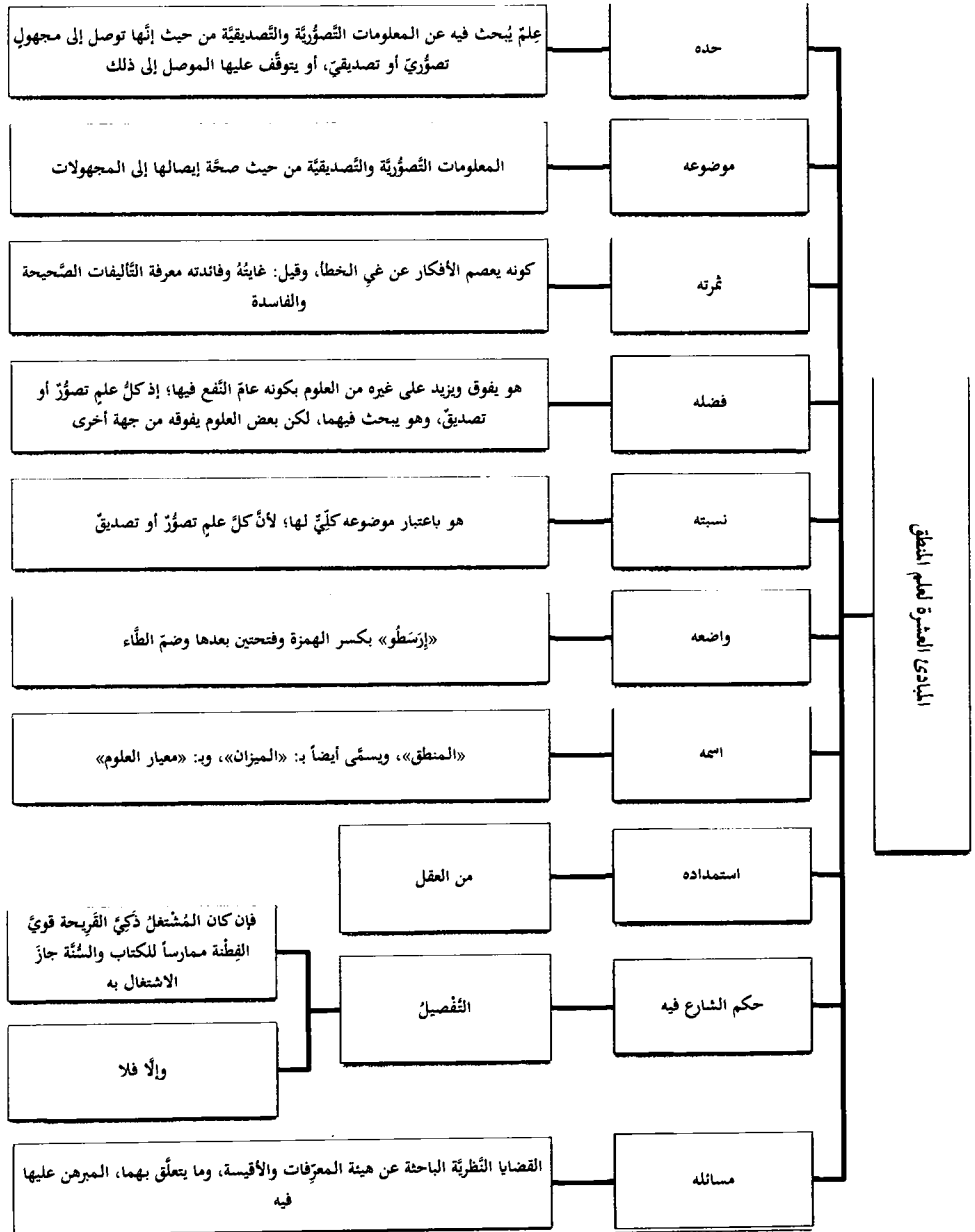 المبادئ العشرة لعلم المنطق
حده
عِلمٌ يُبحث فيه عن المعلومات التَّصوُّريَّة والتَّصديقيَّة من حيث إنَّها توصل إلى مجهولٍ
تصوُّريّ أو تصديقيّ، أو يتوقَّف عليها الموصل إلى ذلك
موضوعه
المعلومات التَّصوُّريَّة والتَّصديقيَّة من حيث صحَّة إيصالها إلى المجهولات
ثمرته
كونه يعصم الأفكار عن غيِ الخطأ، وقيل: غايتُهُ وفائدته معرفة التَّأليفات الصَّحيحة
والفاسدة
فضله
هو يفوق ويزيد على غيره من العلوم بكونه عامّ النَّفع فيها؛ إذ كلُّ علمٍ تصوُّرٌ أو
تصديقٌ، وهو يبحث فيهما، لكن بعض العلوم يفوقه من جهة أخرى
نسبته
هو باعتبار موضوعه كلِّيٌّ لها؛ لأنَّ كلَّ علمٍ تصوُّرٌ أو تصديقٌ
واضعه
«إِرَسَطُو» بكسر الهمزة وفتحتين بعدها وضمّ الطَّاء
اسمه
«المنطق»، ويسمَّى أيضاً بـ: «الميزان»، وبـ: «معيار العلوم»
استمداده
من العقل
حكم الشارع فيه
التَّفْصيلُ
فإن كان المُشْتغلُ ذَكِيَّ القَرِيحة قويَّ
الفِطْنة ممارساً للكتاب والسُّنَّة جازَ
الاشتغال به
وإلَّا فلا
مسائله
القضايا النَّظريَّة الباحثة عن هيئة المعرِّفات والأقيسة، وما يتعلَّق بهما، المبرهن عليها
فيه